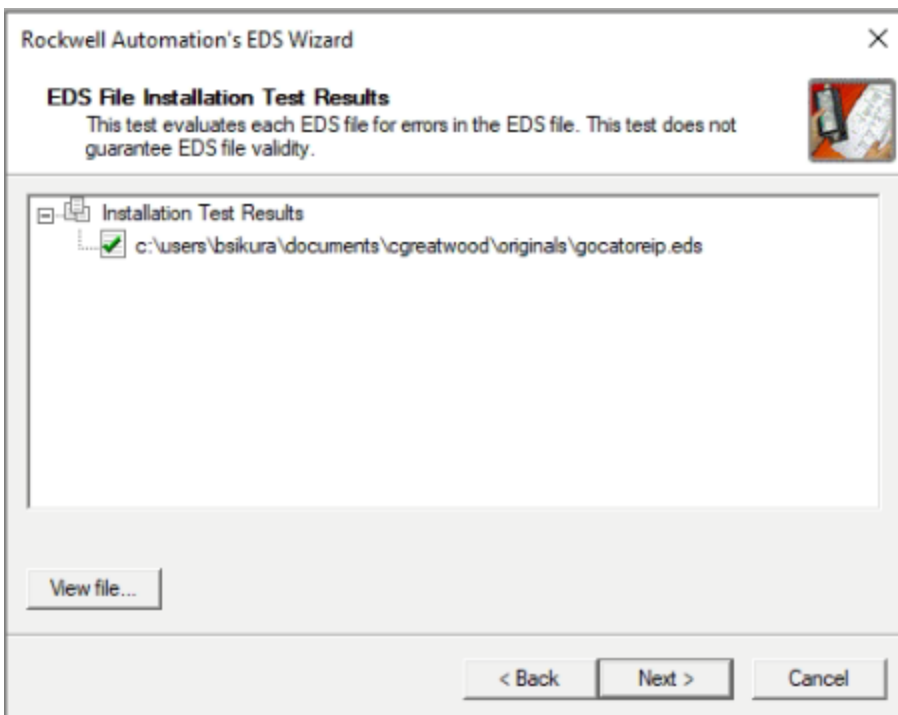 Rockwell Automation's EDS Wizard
EDS File Installation Test Results
This test evaluates each EDS file for errors in the EDS file. This test does not
guarantee EDS file validity.
Installation Test Results
c:\users\bsikura\documents\cgreatwood\originals\gocatoreip.eds
View file...
< Back Next > Cancel